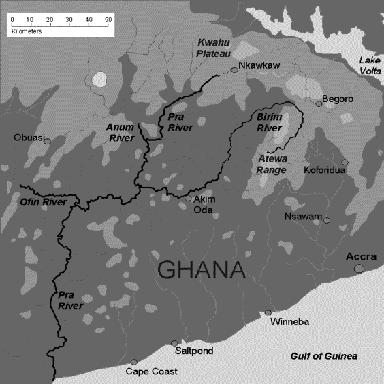 0 10 20 30 40 50
Kilometers
Kwahu
Plateau
Nkawkaw
Lake
Volta
Begoro
Pra
River
Anum
River
Birim
River
Obuasi
Atewa
Range
Koforidua
Ofin River
Akim
Oda
Nsawam
GHANA
Accra
Pra
River
Winneba
Saltpond
Gulf of Guinea
Cape Coast